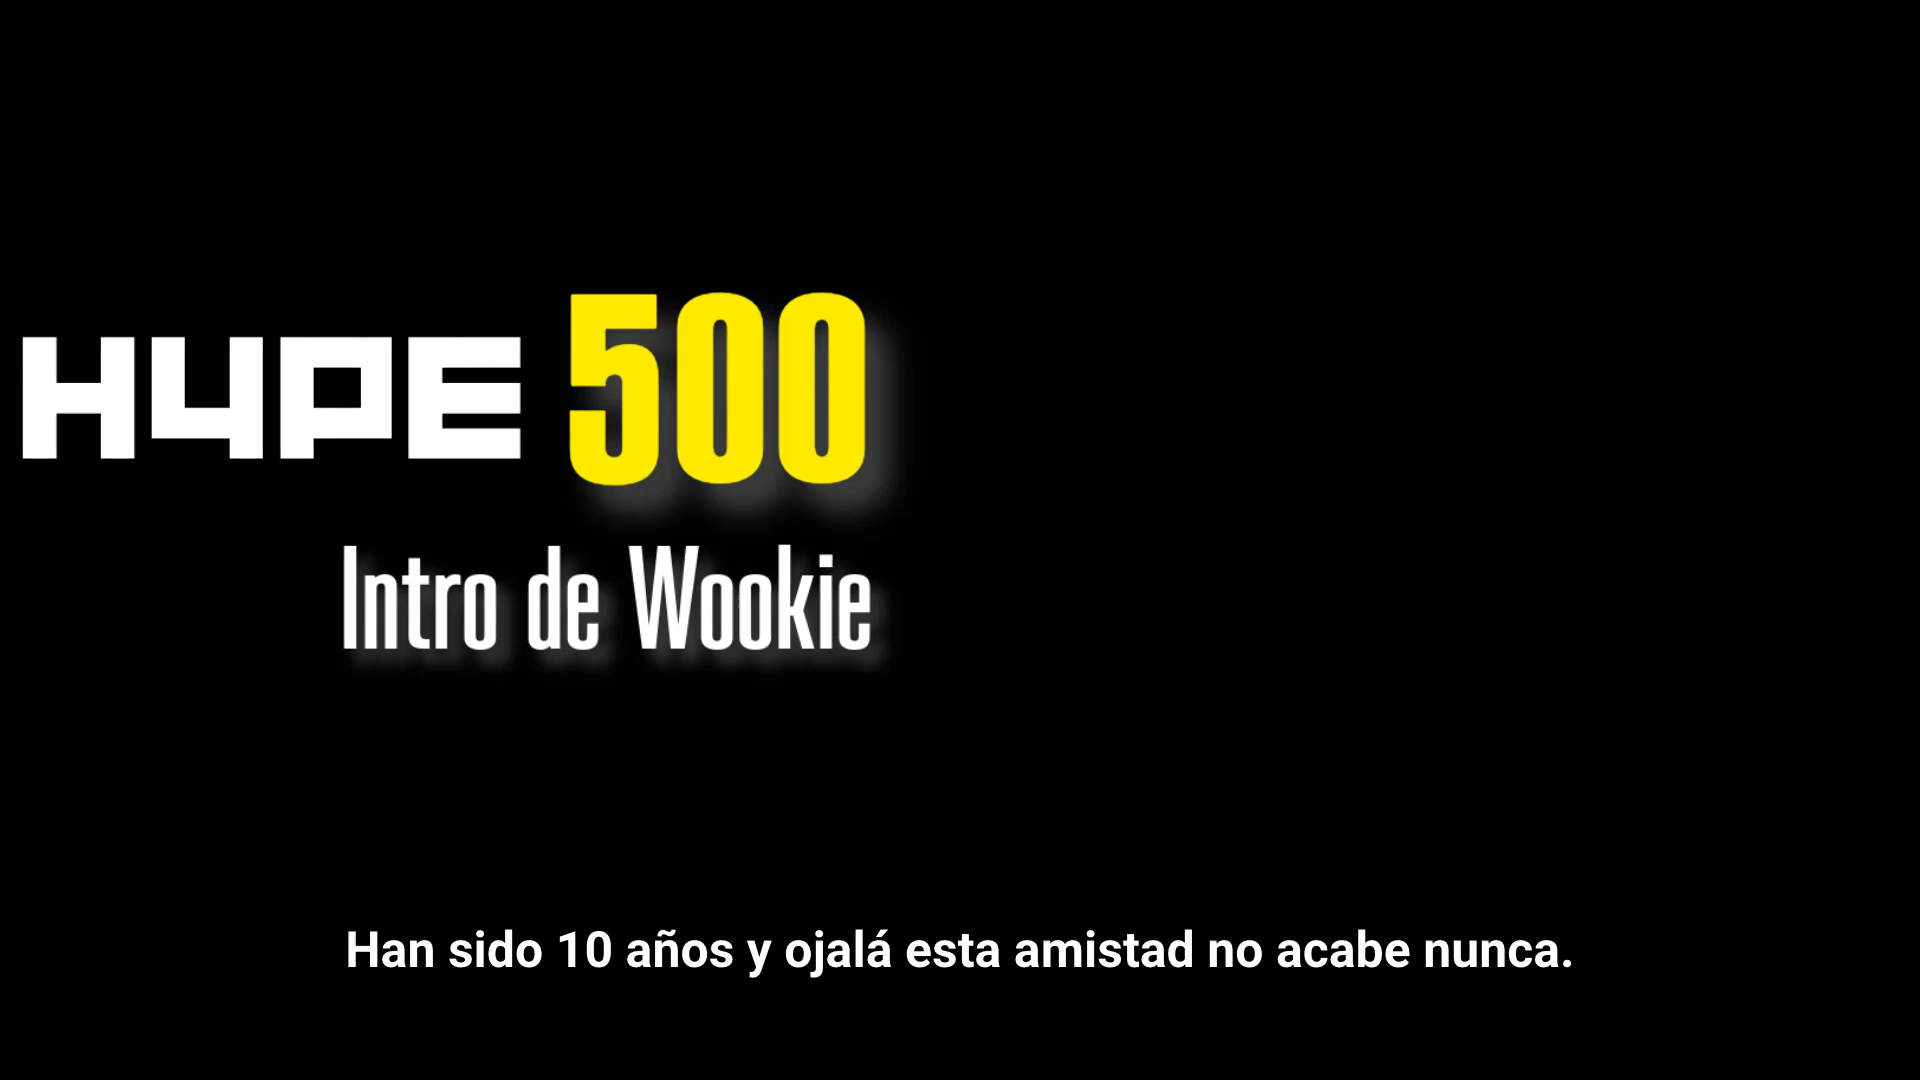 HYPE 500
Intro de Wookie
Han sido 10 años y ojalá esta amistad no acabe nunca.